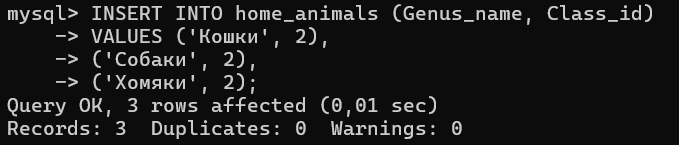 mysql> INSERT INTO home_animals (Genus_name, Class_id)
    -> VALUES ('Кошки', 2),
    -> ('Собаки', 2),
    -> ('Хомяки', 2);
Query OK, 3 rows affected (0,01 sec)
Records: 3  Duplicates: 0  Warnings: 0